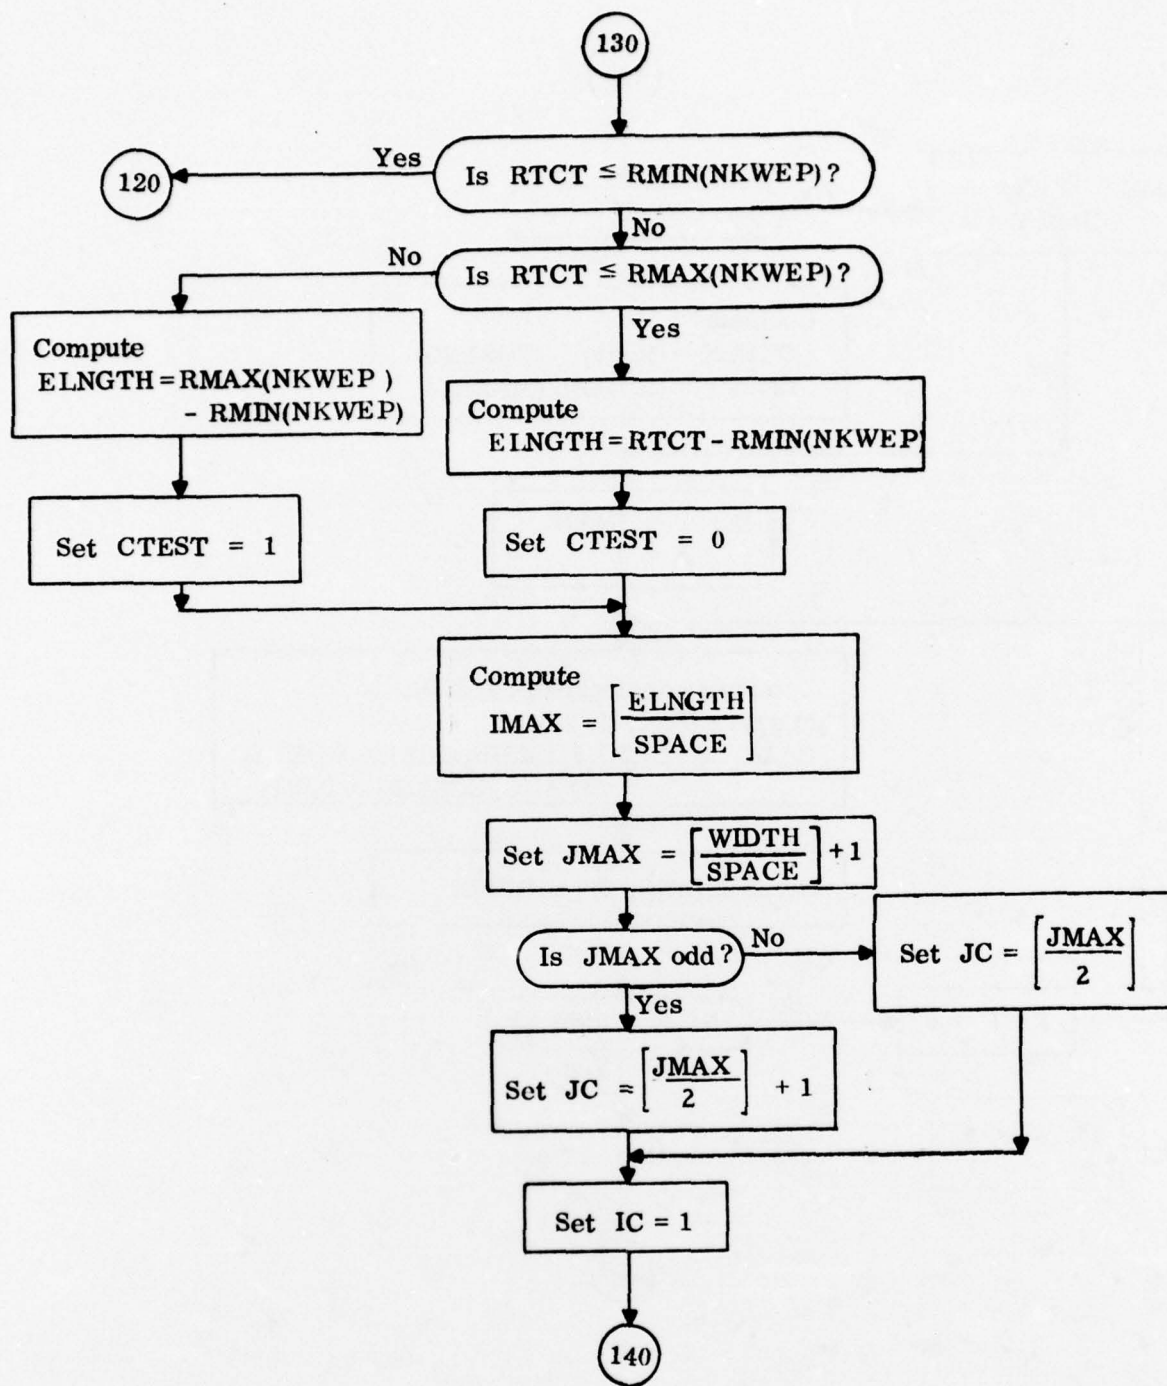 130
Yes
120
Is RTCT ≤ RMIN(NKWEP)?
No
No
Is RTCT ≤ RMAX(NKWEP)?
Yes
Compute
ELNGTH=RMAX(NKWEP)
- RMIN(NKWEP)
Compute
ELNGTH=RTCT-RMIN(NKWEP)
Set CTEST = 1
Set CTEST = 0
Compute
IMAX = [ELNGTH/SPACE]
Set JMAX = [WIDTH/SPACE]+1
Is JMAX odd?
No
Set JC = [JMAX/2]
Yes
Set JC = [JMAX/2] + 1
Set IC = 1
140